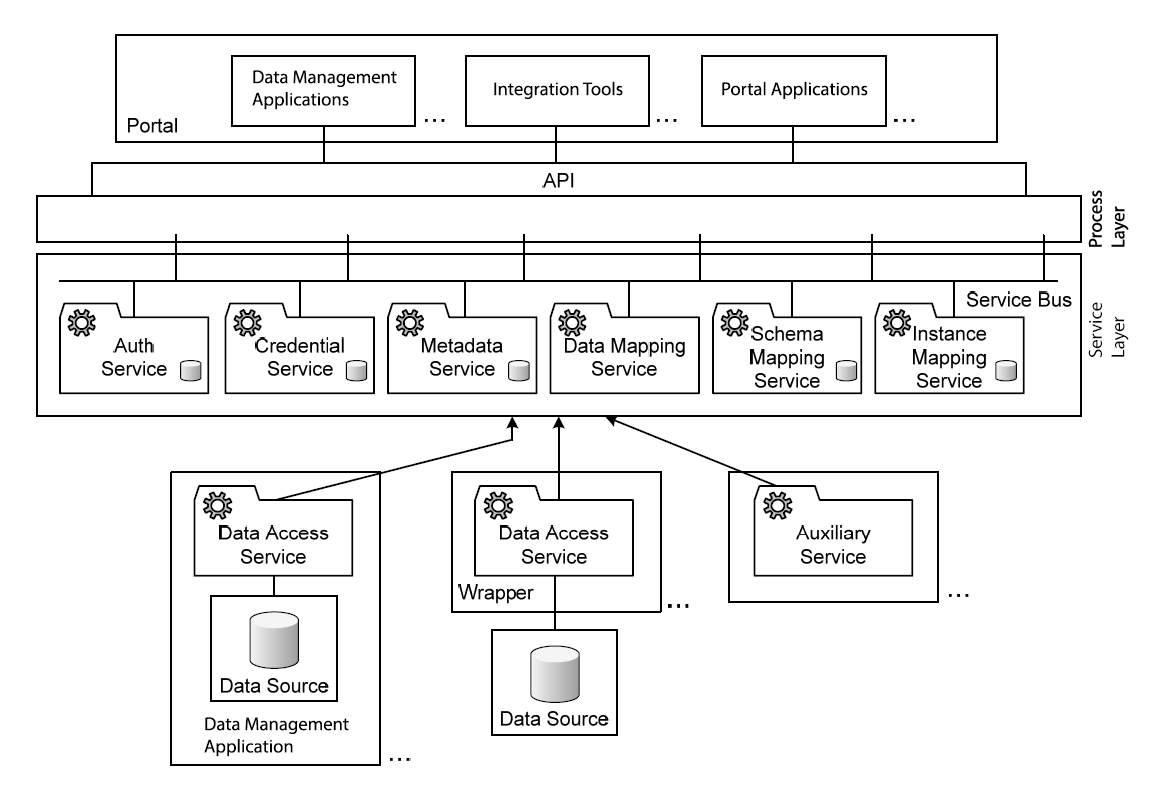 Data Management
Applications
...
Integration Tools
...
Portal Applications
...
Portal
API
Process
Layer
Service Bus
Service
Layer
Auth
Service
Credential
Service
Metadata
Service
Data Mapping
Service
Schema
Mapping
Service
Instance
Mapping
Service
Data Access
Service
Data Source
Data Management
Application
...
Data Access
Service
Wrapper
...
Data Source
Auxiliary
Service
...